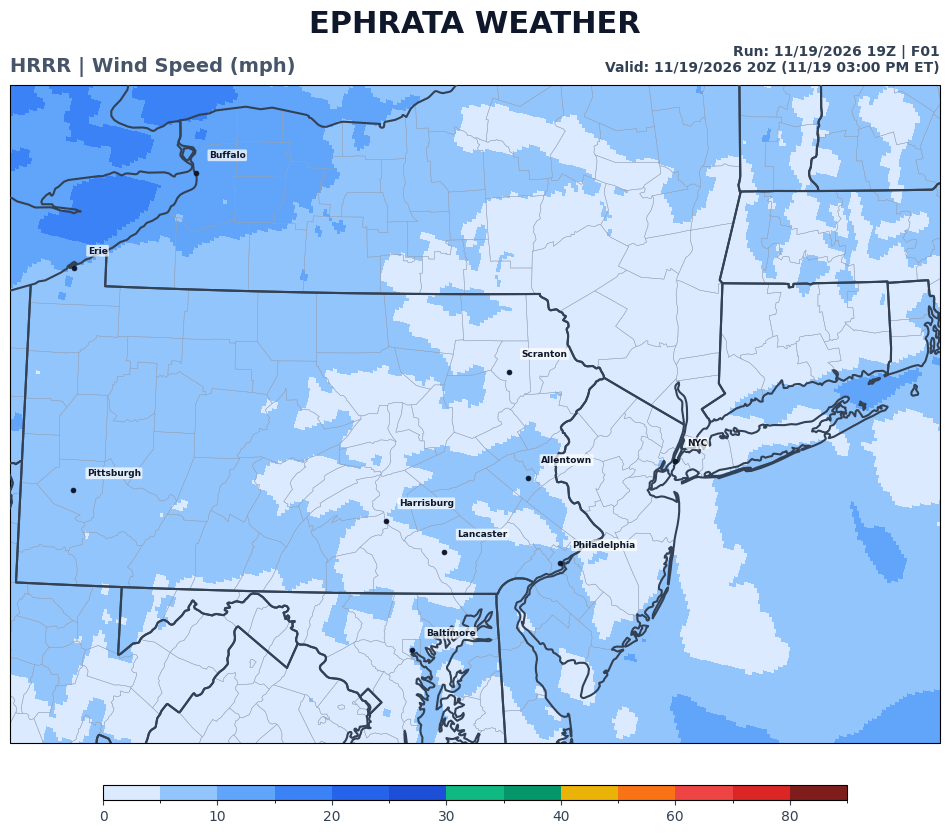 EPHRATA WEATHER
HRRR | Wind Speed (mph)
Run: 11/19/2026 19Z | F01
Valid: 11/19/2026 20Z (11/19 03:00 PM ET)
Buffalo
Erie
Scranton
NYC
Allentown
Pittsburgh
Harrisburg
Lancaster
Philadelphia
Baltimore
0 10 20 30 40 50 60 70 80